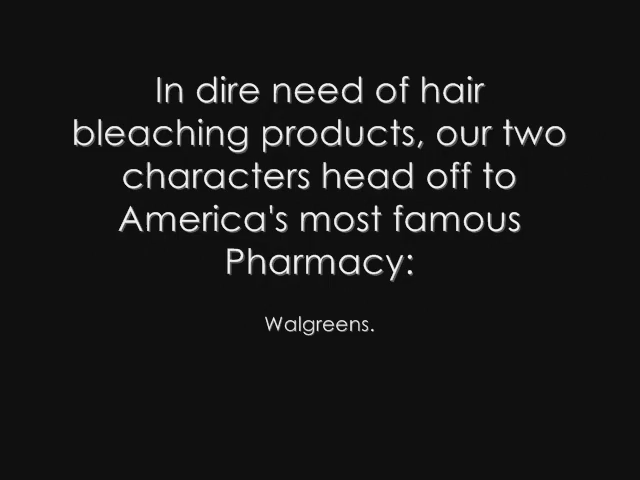 In dire need of hair
bleaching products, our two
characters head off to
America's most famous
Pharmacy:
Walgreens.